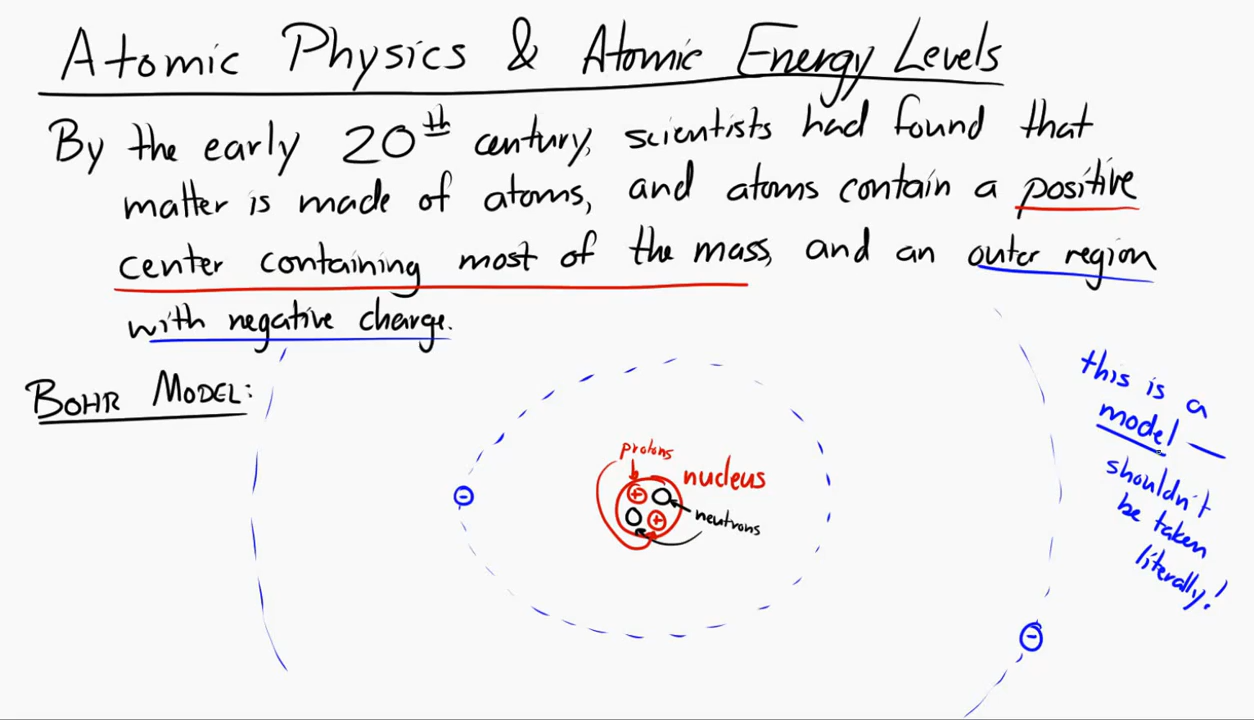 Atomic Physics & Atomic Energy Levels
By the early 20th century, scientists had found that
matter is made of atoms, and atoms contain a positive
center containing most of the mass, and an outer region
with negative charge.
BOHR MODEL:
this is a
model —
shouldn't
be taken
literally!
protons
nucleus
neutrons
+
+
-
-